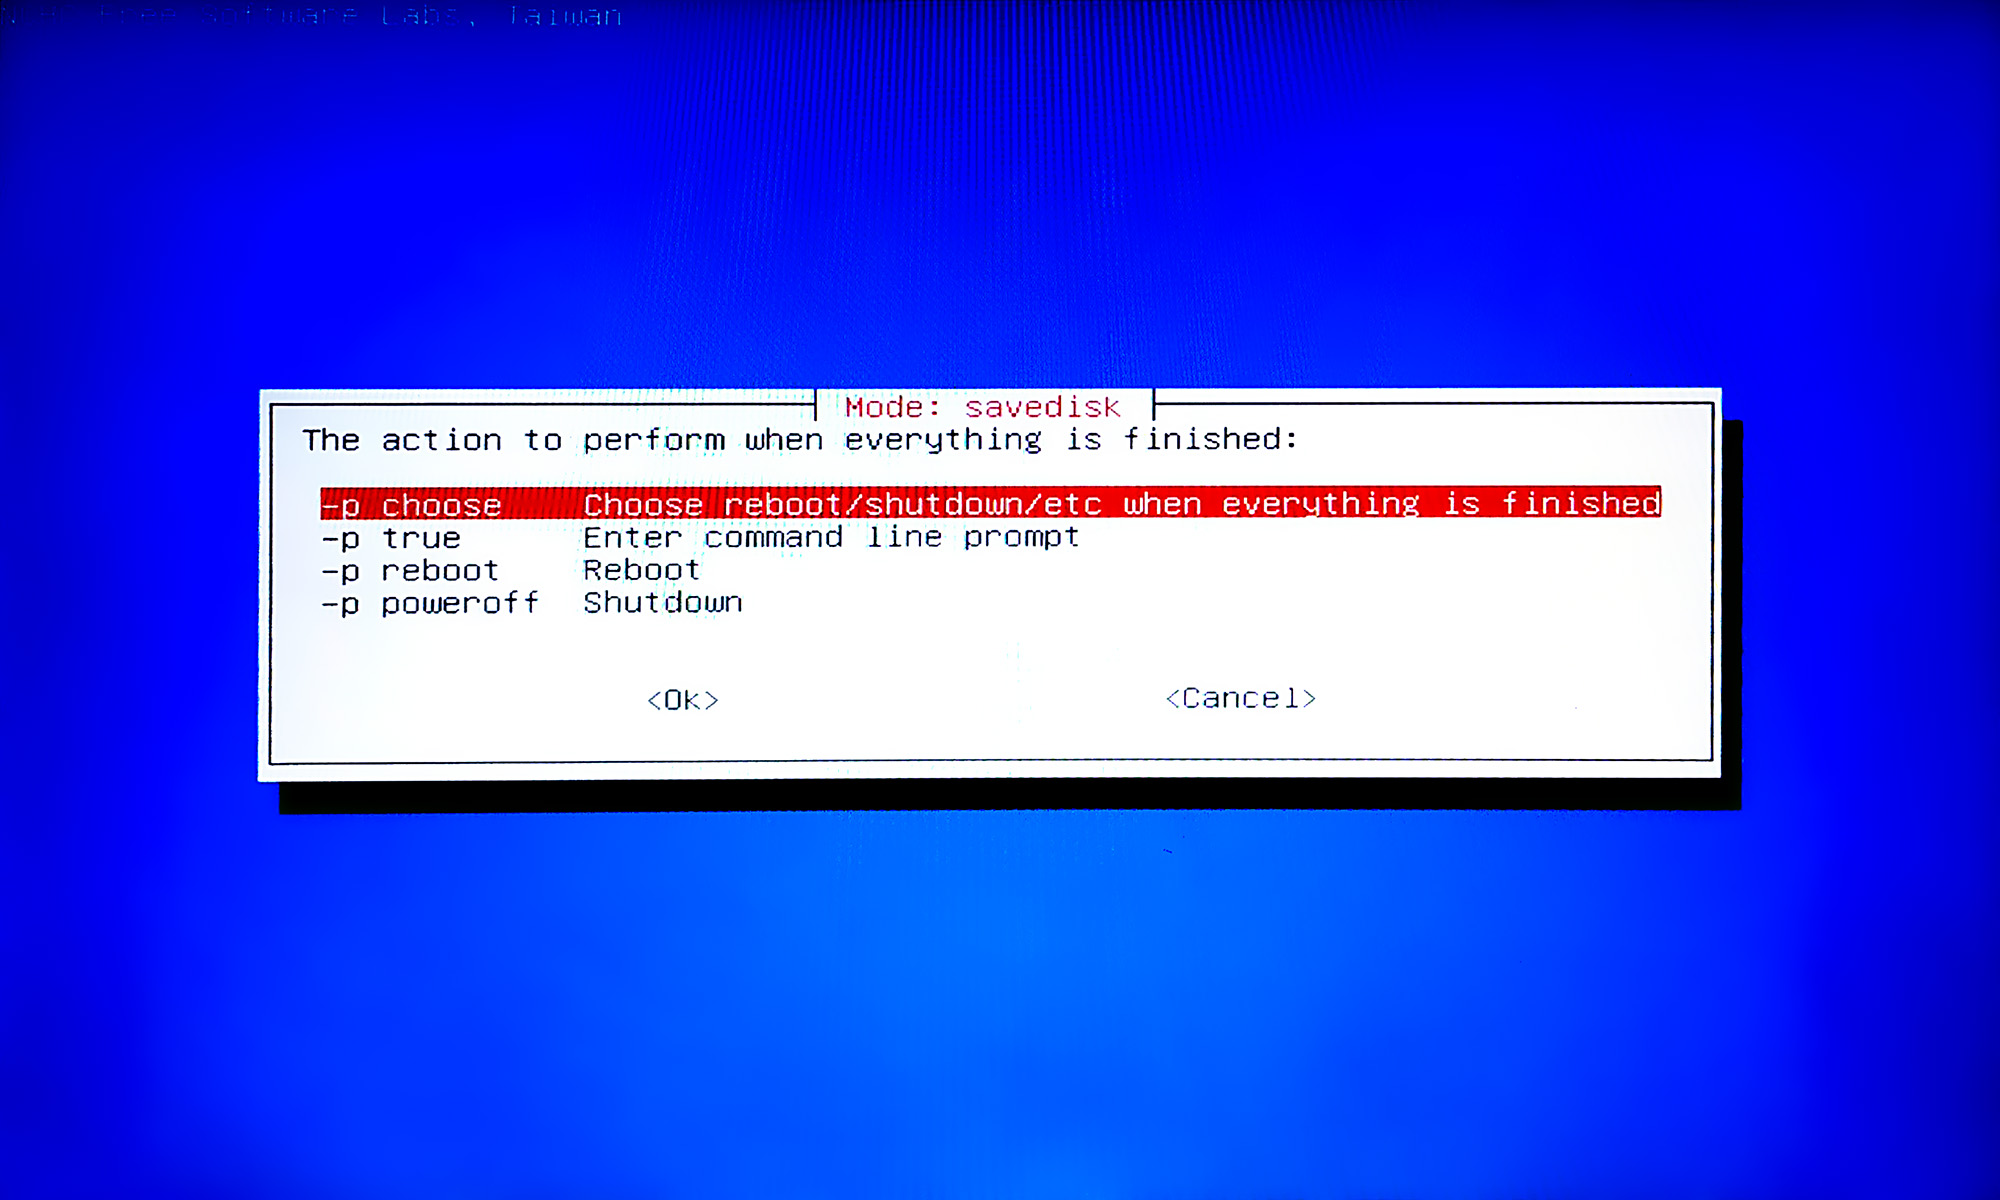 Free Software Labs, Taiwan
Mode: savedisk
The action to perform when everything is finished:
-p choose Choose reboot/shutdown/etc when everything is finished
-p true Enter command line prompt
-p reboot Reboot
-p poweroff Shutdown
<Ok> <Cancel>